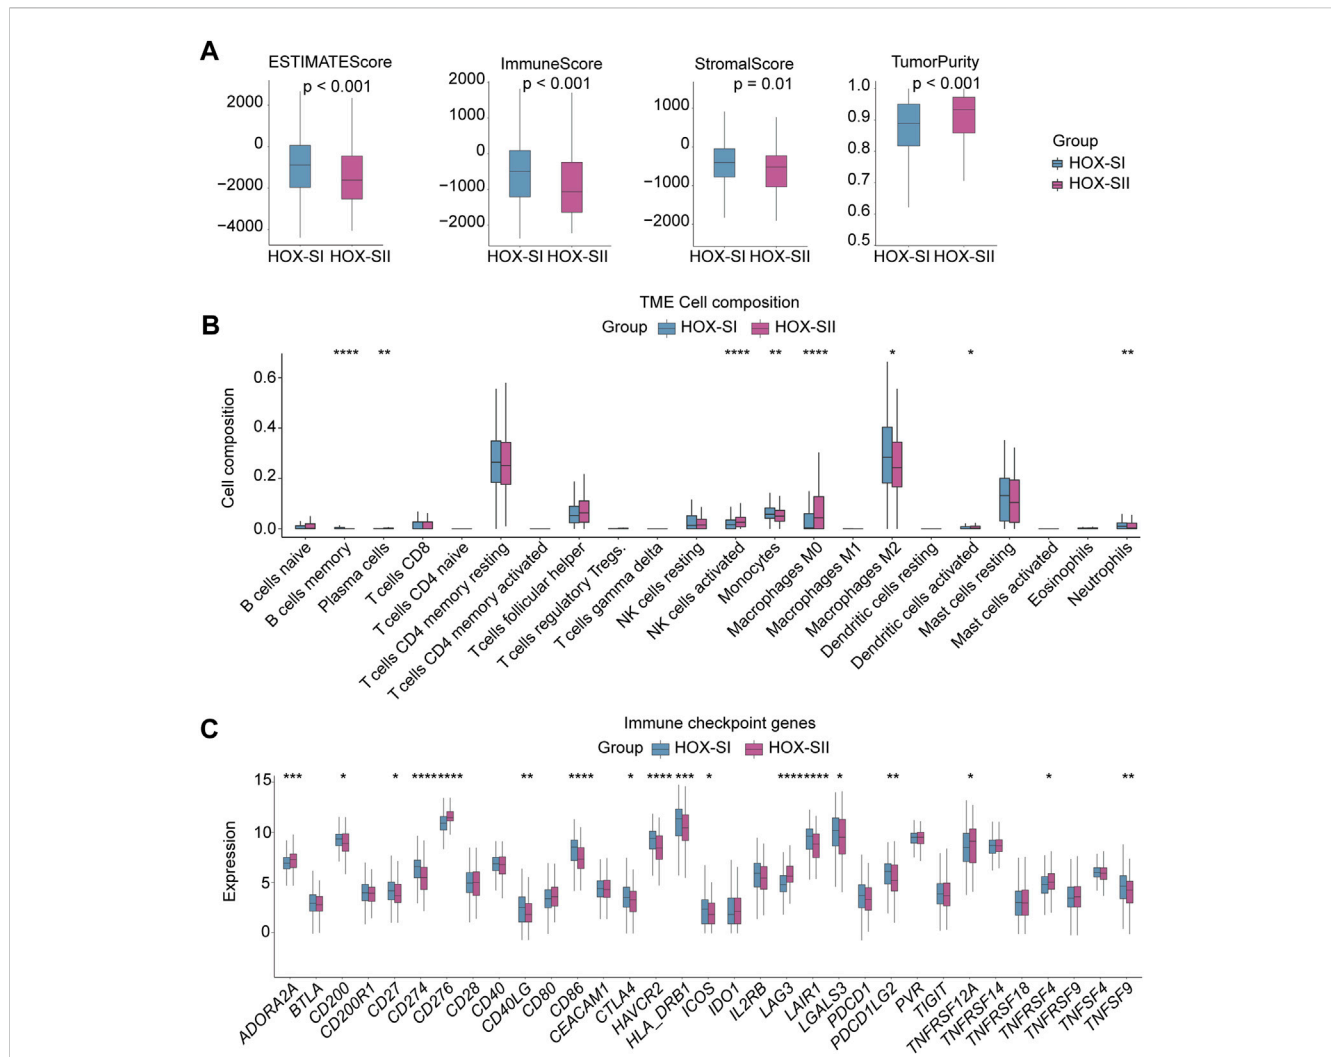 A
ESTIMATEScore
p < 0.001
2000
0
−2000
−4000
HOX-SI HOX-SII
ImmuneScore
p < 0.001
2000
1000
0
−1000
−2000
HOX-SI HOX-SII
StromalScore
p = 0.01
1000
0
−1000
−2000
HOX-SI HOX-SII
TumorPurity
p < 0.001
1.0
0.9
0.8
0.7
0.6
0.5
HOX-SI HOX-SII
Group
HOX-SI
HOX-SII
B
TME Cell composition
Group HOX-SI HOX-SII
**** ** **** ** **** * * **
Cell composition
0.6
0.4
0.2
0.0
B cells naive
B cells memory
Plasma cells
T cells CD8
T cells CD4 naive
T cells CD4 memory resting
T cells CD4 memory activated
Tcells follicular helper
T cells regulatory Tregs.
T cells gamma delta
NK cells resting
NK cells activated
Monocytes
Macrophages M0
Macrophages M1
Macrophages M2
Dendritic cells resting
Dendritic cells activated
Mast cells resting
Mast cells activated
Eosinophils
Neutrophils
C
Immune checkpoint genes
Group HOX-SI HOX-SII
*** * * **** **** ** **** * **** *** * **** **** * ** * * **
Expression
15
10
5
0
ADORA2A
BTLA
CD200
CD200R1
CD27
CD274
CD276
CD28
CD40
CD40LG
CD80
CD86
CEACAM1
CTLA4
HAVCR2
HLA_DRB1
ICOS
IDO1
IL2RB
LAG3
LAIR1
LGALS3
PDCD1
PDCD1LG2
PVR
TIGIT
TNFRSF12A
TNFRSF14
TNFRSF18
TNFRSF4
TNFRSF9
TNFSF4
TNFSF9